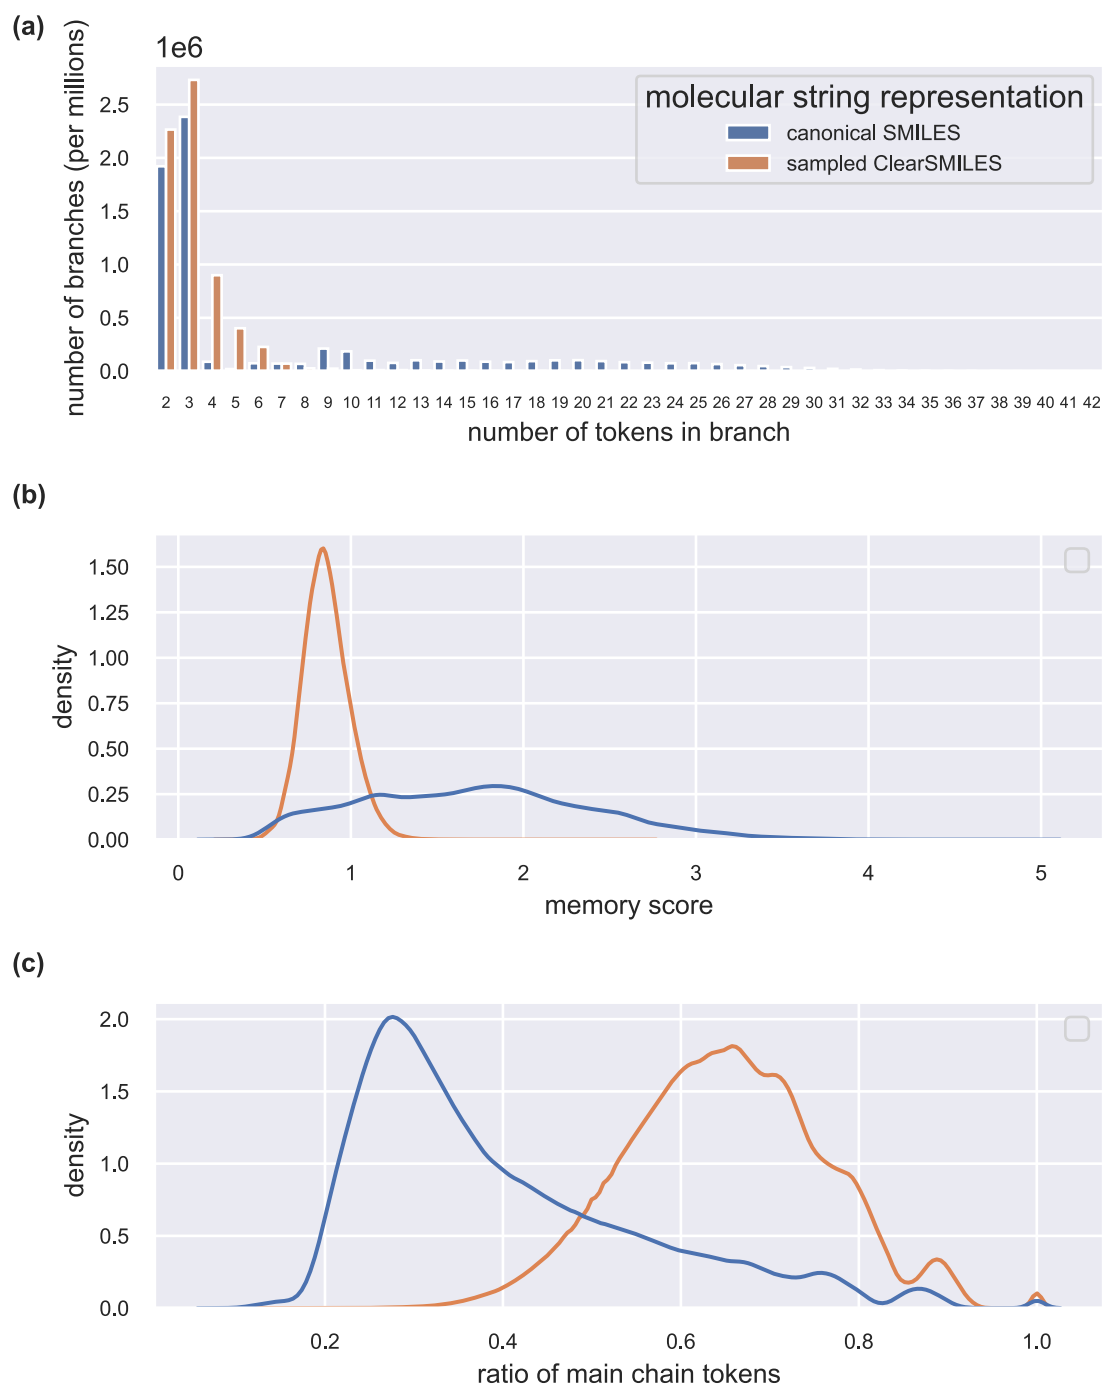 (a)
1e6
number of branches (per millions)
2.5
2.0
1.5
1.0
0.5
0.0
molecular string representation
canonical SMILES
sampled ClearSMILES
2 3 4 5 6 7 8 9 10 11 12 13 14 15 16 17 18 19 20 21 22 23 24 25 26 27 28 29 30 31 32 33 34 35 36 37 38 39 40 41 42
number of tokens in branch
(b)
density
1.50
1.25
1.00
0.75
0.50
0.25
0.00
0 1 2 3 4 5
memory score
(c)
density
2.0
1.5
1.0
0.5
0.0
0.2 0.4 0.6 0.8 1.0
ratio of main chain tokens